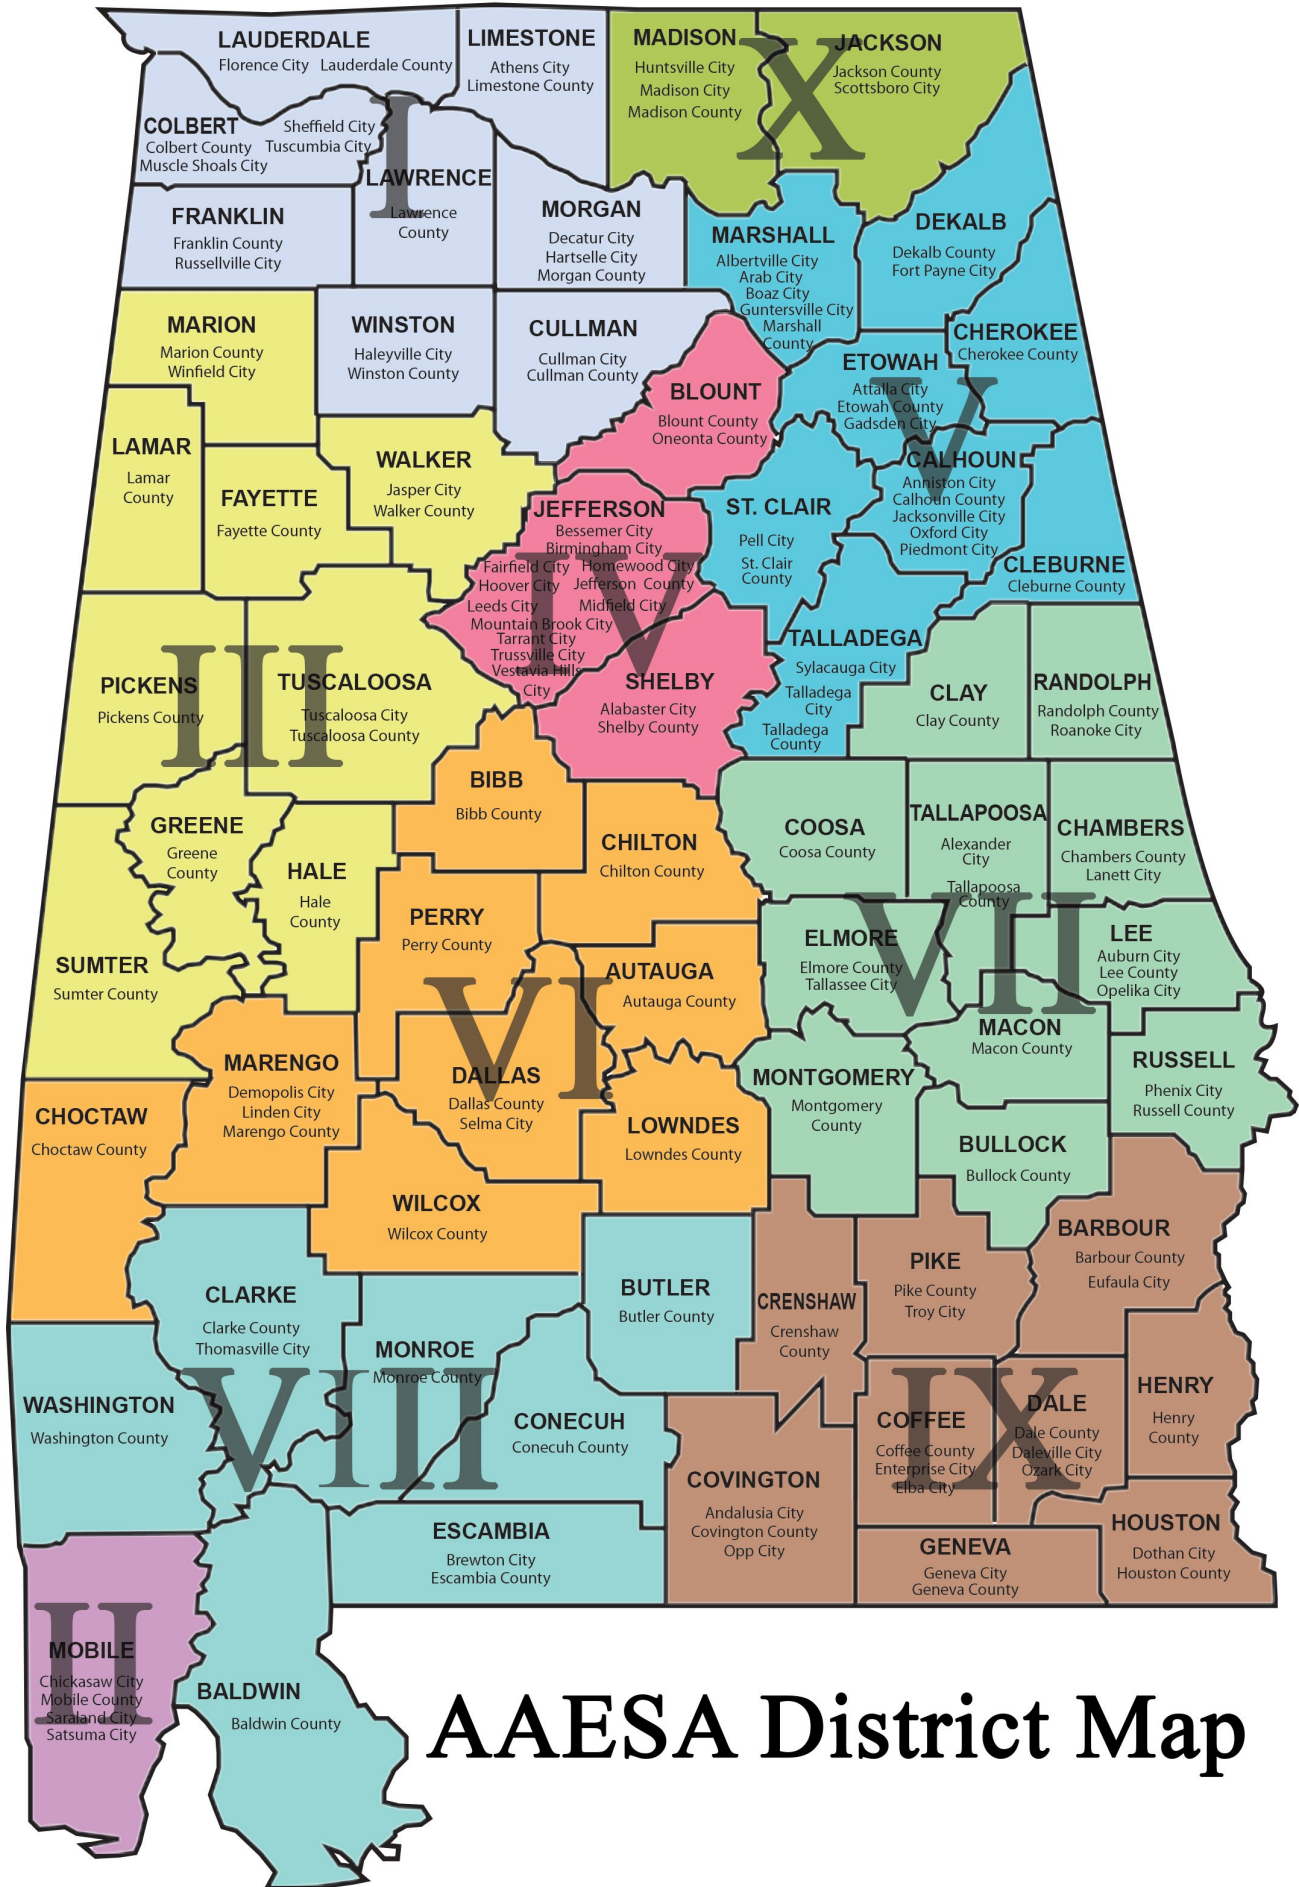 LAUDERDALE
Florence City Lauderdale County
LIMESTONE
Athens City
Limestone County
MADISON
Huntsville City
Madison City
Madison County
X
JACKSON
Jackson County
Scottsboro City
COLBERT
Colbert County
Muscle Shoals City
Sheffield City
Tuscumbia City
I
LAWRENCE
Lawrence
County
FRANKLIN
Franklin County
Russellville City
MORGAN
Decatur City
Hartselle City
Morgan County
MARSHALL
Albertville City
Arab City
Boaz City
Guntersville City
Marshall
County
DEKALB
Dekalb County
Fort Payne City
MARION
Marion County
Winfield City
WINSTON
Haleyville City
Winston County
CULLMAN
Cullman City
Cullman County
CHEROKEE
Cherokee County
ETOWAH
Attalla City
Etowah County
Gadsden City
V
BLOUNT
Blount County
Oneonta County
LAMAR
Lamar
County
FAYETTE
Fayette County
WALKER
Jasper City
Walker County
JEFFERSON
Bessemer City
Birmingham City
Fairfield City Homewood City
Hoover City Jefferson County
Leeds City Midfield City
Mountain Brook City
Tarrant City
Trussville City
Vestavia Hills
City
IV
ST. CLAIR
Pell City
St. Clair
County
CALHOUN
Anniston City
Calhoun County
Jacksonville City
Oxford City
Piedmont City
CLEBURNE
Cleburne County
TALLADEGA
Sylacauga City
Talladega
City
Talladega
County
PICKENS
Pickens County
III
TUSCALOOSA
Tuscaloosa City
Tuscaloosa County
SHELBY
Alabaster City
Shelby County
CLAY
Clay County
RANDOLPH
Randolph County
Roanoke City
BIBB
Bibb County
GREENE
Greene
County
HALE
Hale
County
CHILTON
Chilton County
COOSA
Coosa County
TALLAPOOSA
Alexander
City
Tallapoosa
County
CHAMBERS
Chambers County
Lanett City
SUMTER
Sumter County
PERRY
Perry County
AUTAUGA
Autauga County
ELMORE
Elmore County
Tallassee City
VII
LEE
Auburn City
Lee County
Opelika City
VI
MARENGO
Demopolis City
Linden City
Marengo County
DALLAS
Dallas County
Selma City
MACON
Macon County
RUSSELL
Phenix City
Russell County
CHOCTAW
Choctaw County
LOWNDES
Lowndes County
MONTGOMERY
Montgomery
County
BULLOCK
Bullock County
WILCOX
Wilcox County
BARBOUR
Barbour County
Eufaula City
CLARKE
Clarke County
Thomasville City
BUTLER
Butler County
CRENSHAW
Crenshaw
County
PIKE
Pike County
Troy City
MONROE
Monroe County
WASHINGTON
Washington County
VIII
CONECUH
Conecuh County
COVINGTON
Andalusia City
Covington County
Opp City
COFFEE
Coffee County
Enterprise City
Elba City
IX
DALE
Dale County
Daleville City
Ozark City
HENRY
Henry
County
ESCAMBIA
Brewton City
Escambia County
GENEVA
Geneva City
Geneva County
HOUSTON
Dothan City
Houston County
II
MOBILE
Chickasaw City
Mobile County
Saraland City
Satsuma City
BALDWIN
Baldwin County
AAESA District Map